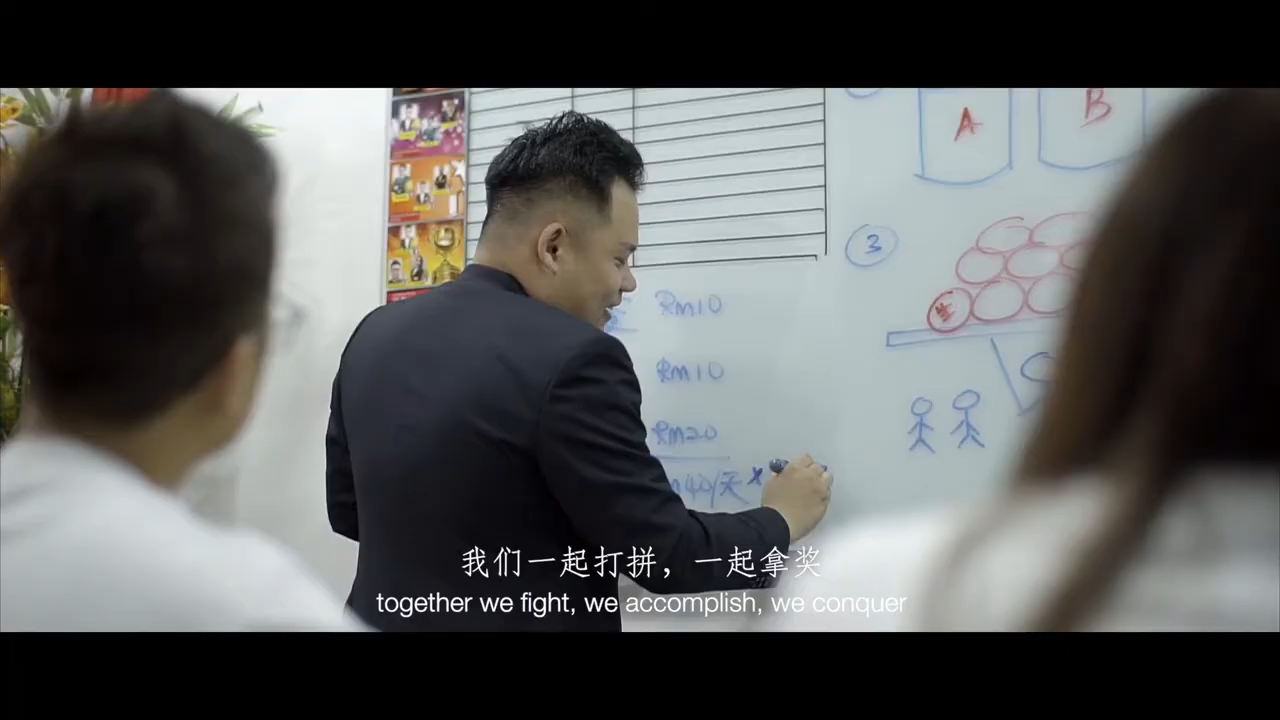 A
B
3
RM10
RM10
RM20
40/天 x
我们一起打拼，一起拿奖
together we fight, we accomplish, we conquer